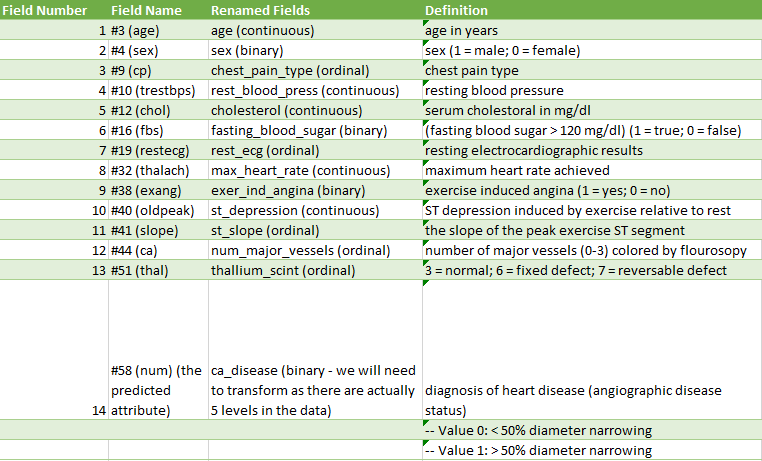 Field Number Field Name Renamed Fields Definition
1 #3 (age) age (continuous) age in years
2 #4 (sex) sex (binary) sex (1 = male; 0 = female)
3 #9 (cp) chest_pain_type (ordinal) chest pain type
4 #10 (trestbps) rest_blood_press (continuous) resting blood pressure
5 #12 (chol) cholesterol (continuous) serum cholestoral in mg/dl
6 #16 (fbs) fasting_blood_sugar (binary) (fasting blood sugar > 120 mg/dl) (1 = true; 0 = false)
7 #19 (restecg) rest_ecg (ordinal) resting electrocardiographic results
8 #32 (thalach) max_heart_rate (continuous) maximum heart rate achieved
9 #38 (exang) exer_ind_angina (binary) exercise induced angina (1 = yes; 0 = no)
10 #40 (oldpeak) st_depression (continuous) ST depression induced by exercise relative to rest
11 #41 (slope) st_slope (ordinal) the slope of the peak exercise ST segment
12 #44 (ca) num_major_vessels (ordinal) number of major vessels (0-3) colored by flourosopy
13 #51 (thal) thallium_scint (ordinal) 3 = normal; 6 = fixed defect; 7 = reversable defect
#58 (num) (the ca_disease (binary - we will need
predicted to transform as there are actually diagnosis of heart disease (angiographic disease
14 attribute) 5 levels in the data) status)
-- Value 0: < 50% diameter narrowing
-- Value 1: > 50% diameter narrowing